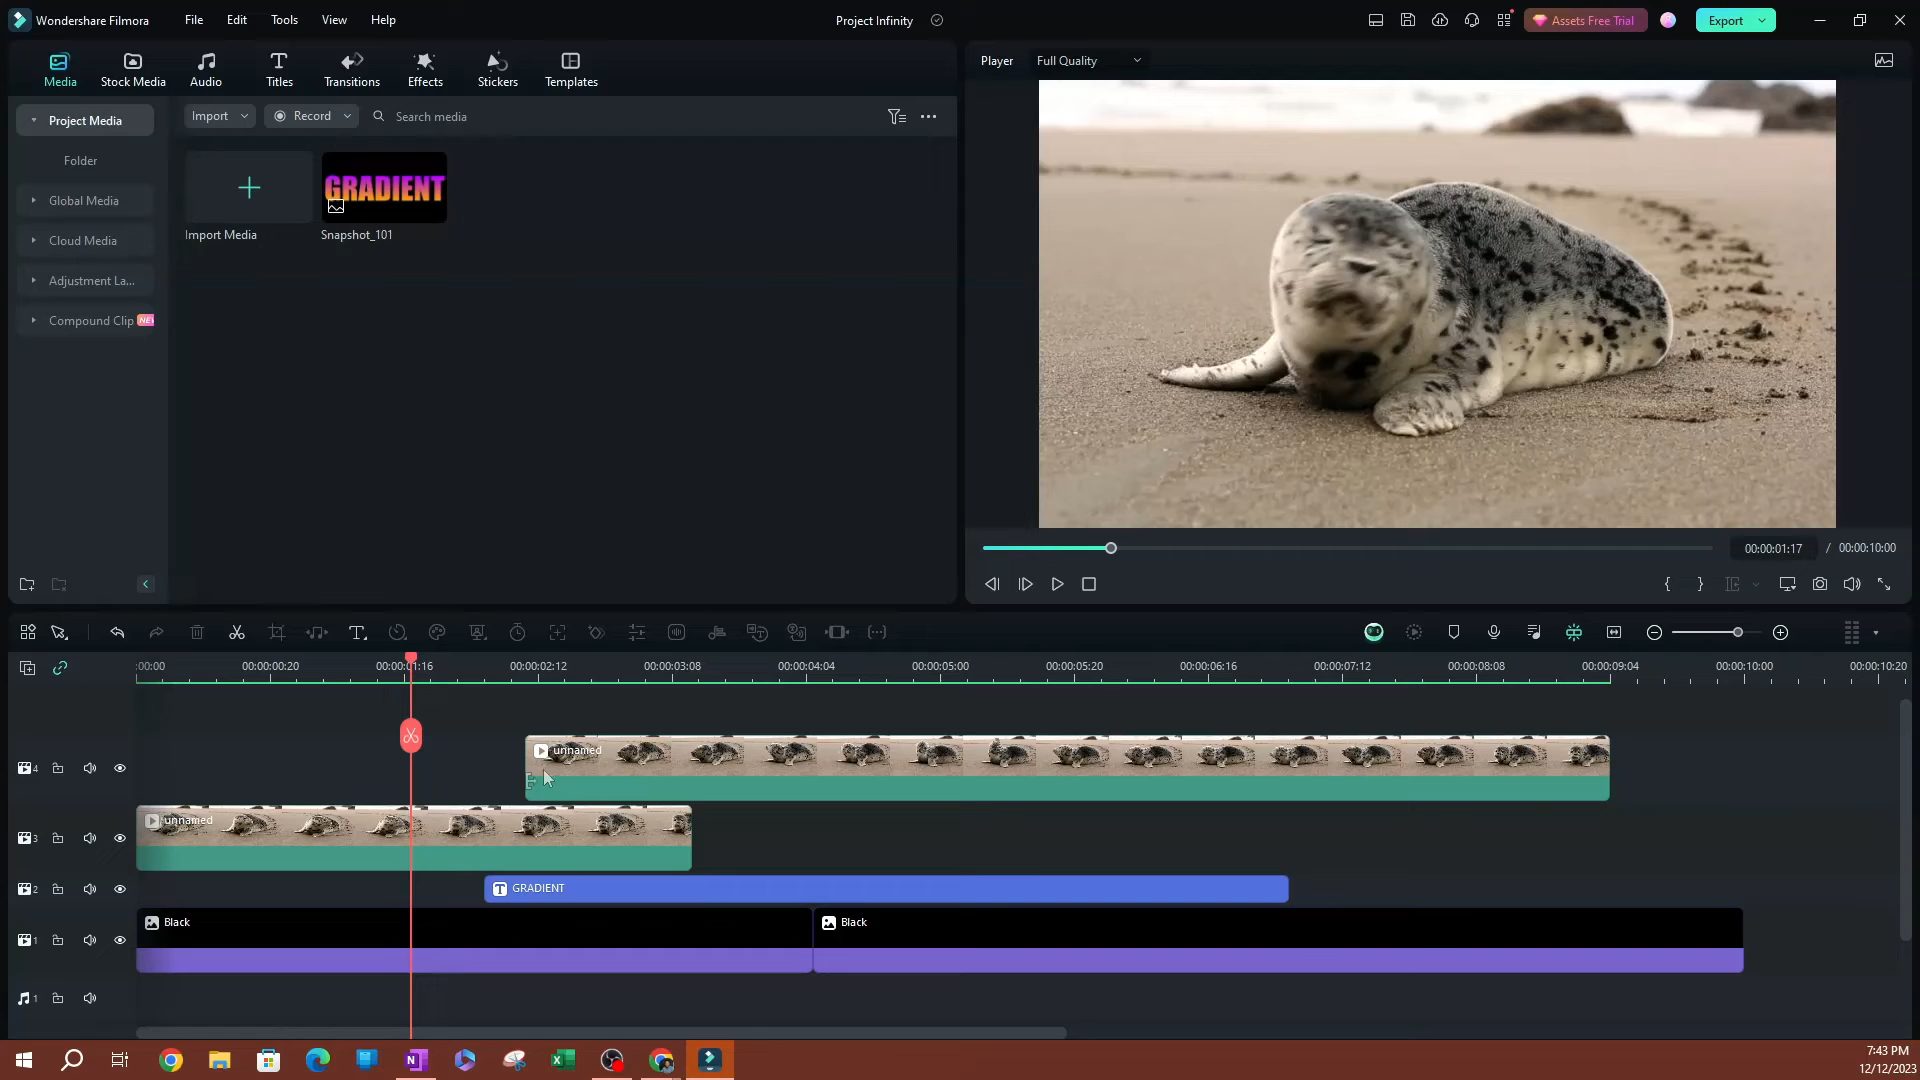 Wondershare Filmora
File
Edit
Tools
View
Help
Project Infinity
Assets Free Trial
Export
Media
Stock Media
Audio
Titles
Transitions
Effects
Stickers
Templates
Player
Full Quality
Project Media
Folder
Global Media
Cloud Media
Adjustment La...
Compound Clip
Import
Record
Search media
GRADIENT
Import Media
Snapshot_101
00:00:01:17 / 00:00:10:00
:00:00
00:00:00:20
00:00:01:16
00:00:02:12
00:00:03:08
00:00:04:04
00:00:05:00
00:00:05:20
00:00:06:16
00:00:07:12
00:00:08:08
00:00:09:04
00:00:10:00
00:00:10:20
4
unnamed
3
unnamed
2
GRADIENT
1
Black
Black
1
7:43 PM
12/12/2023